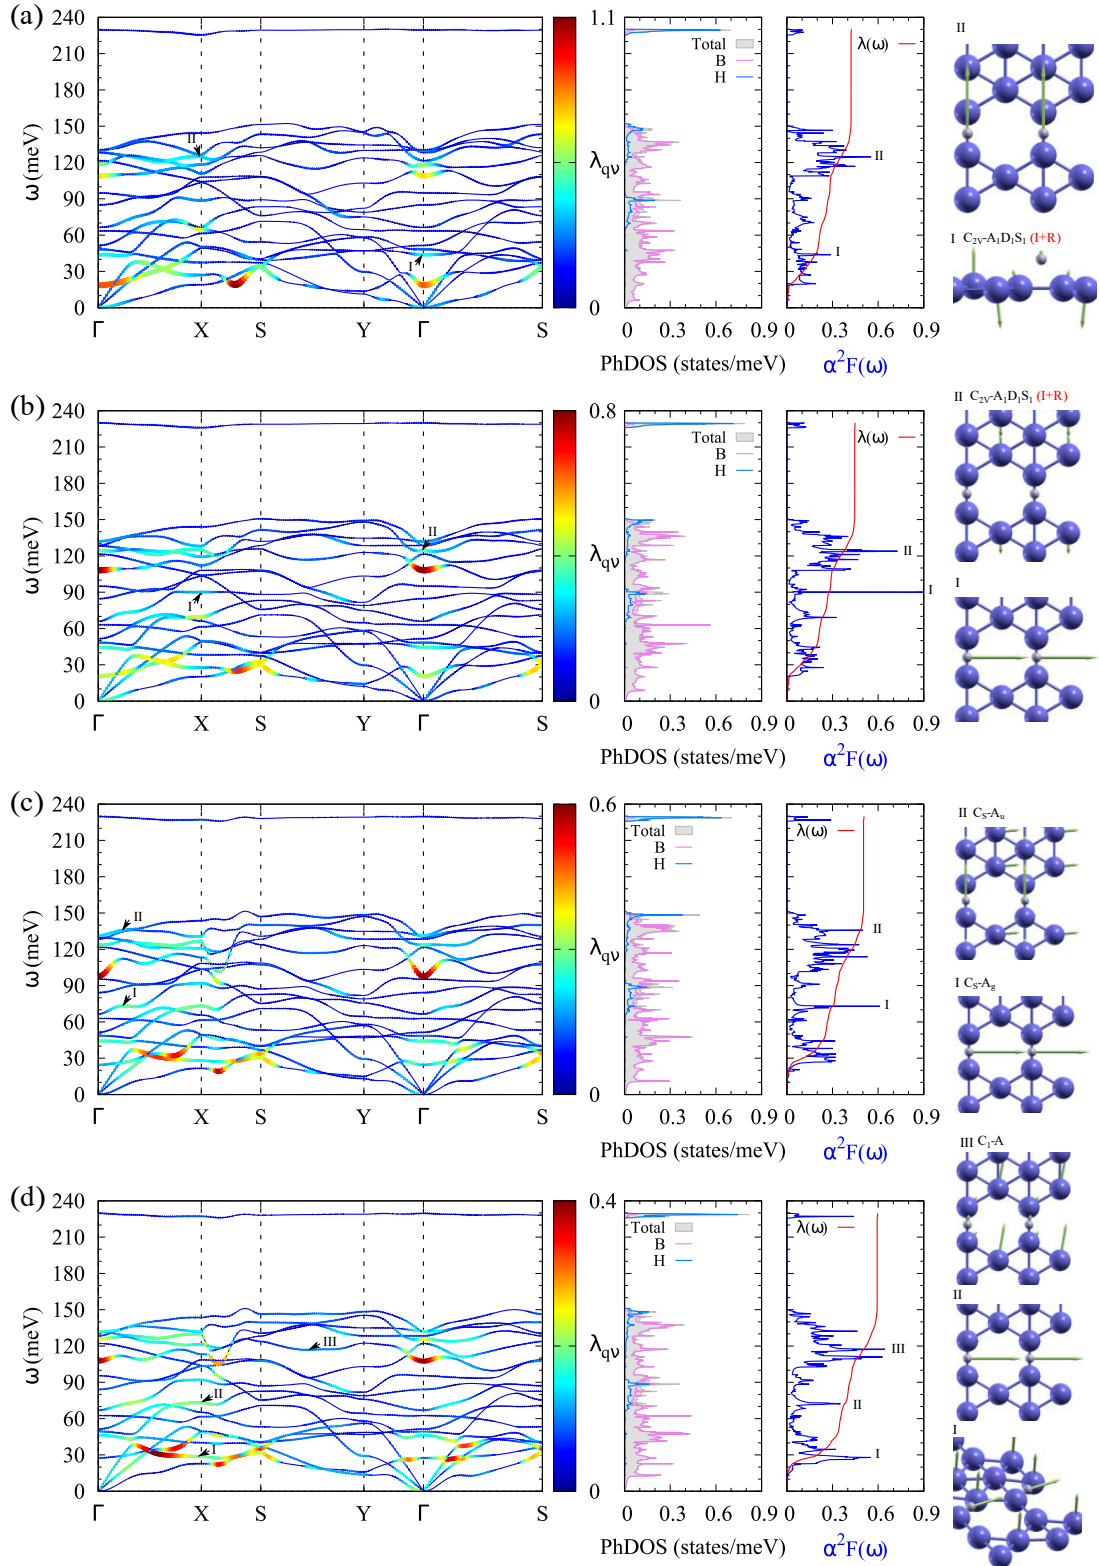 (a)
240
210
180
150
120
90
60
30
0
ω (meV)
Γ X S Y Γ S
II
I
1.1
λqν
0
Total
B
H
0 0.3 0.6 0.9
PhDOS (states/meV)
λ(ω)
II
I
0 0.3 0.6 0.9
α²F(ω)
II
I C2V-A1D1S1 (I+R)
(b)
240
210
180
150
120
90
60
30
0
ω (meV)
Γ X S Y Γ S
II
I
0.8
λqν
0
Total
B
H
0 0.3 0.6 0.9
PhDOS (states/meV)
λ(ω)
II
I
0 0.3 0.6 0.9
α²F(ω)
II C2V-A1D1S1 (I+R)
I
(c)
240
210
180
150
120
90
60
30
0
ω (meV)
Γ X S Y Γ S
II
I
0.6
λqν
0
Total
B
H
0 0.3 0.6 0.9
PhDOS (states/meV)
λ(ω)
II
I
0 0.3 0.6 0.9
α²F(ω)
II CS-Au
I CS-Ag
(d)
240
210
180
150
120
90
60
30
0
ω (meV)
Γ X S Y Γ S
III
II
I
0.4
λqν
0
Total
B
H
0 0.3 0.6 0.9
PhDOS (states/meV)
λ(ω)
III
II
I
0 0.3 0.6 0.9
α²F(ω)
III C1-A
II
I